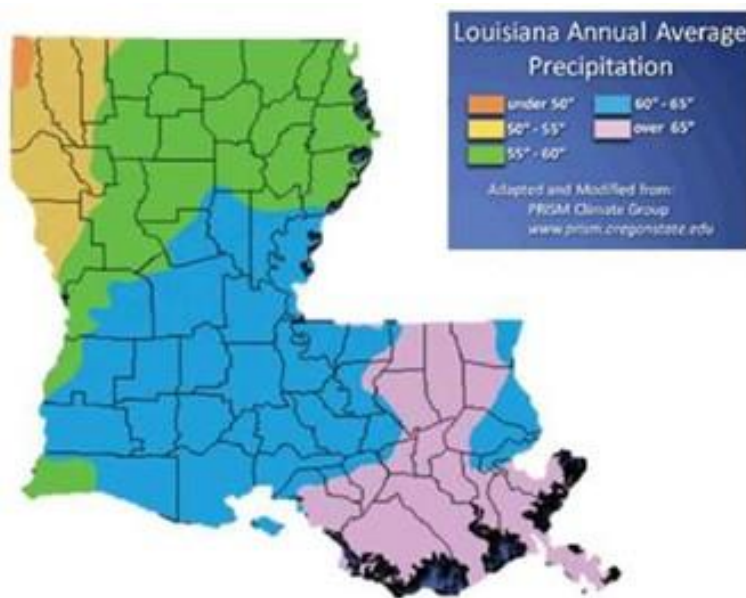 Louisiana Annual Average
Precipitation
under 50"
60" - 65"
50" - 55"
over 65"
55" - 60"
Adapted and Modified from:
PRISM Climate Group
www.prism.oregonstate.edu